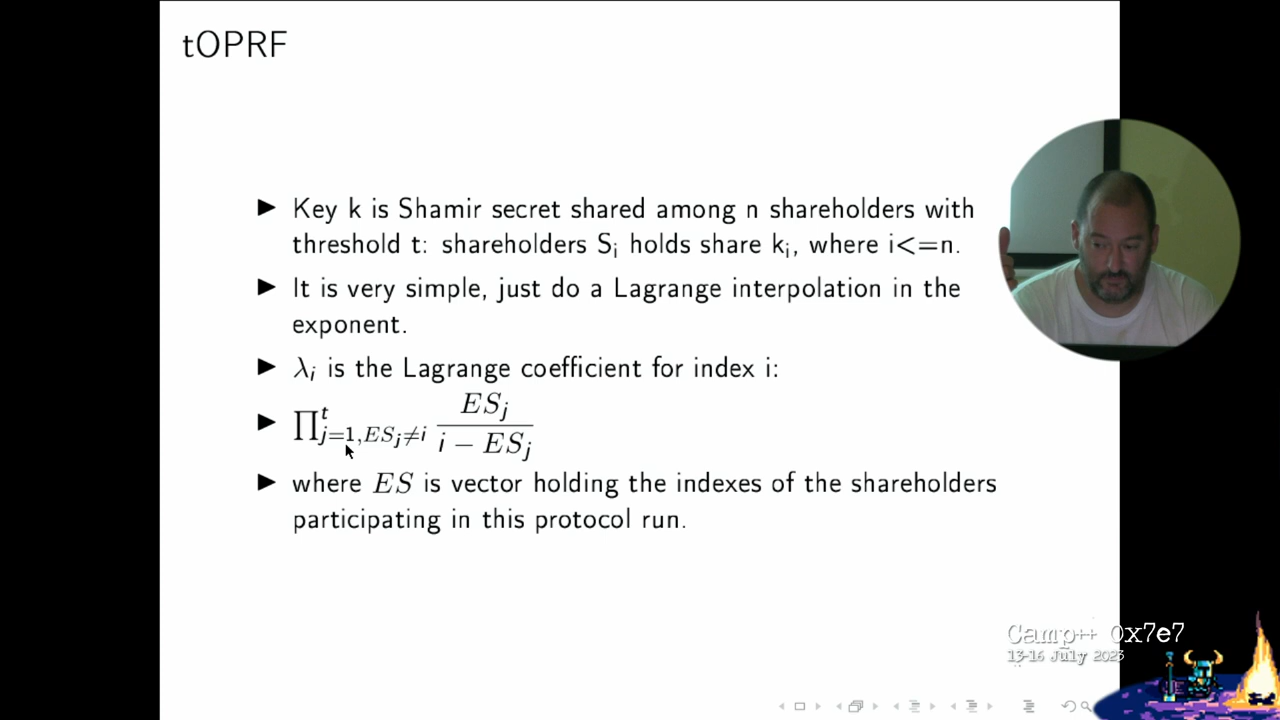 tOPRF
Key k is Shamir secret shared among n shareholders with
threshold t: shareholders Sᵢ holds share kᵢ, where i<=n.
It is very simple, just do a Lagrange interpolation in the
exponent.
λᵢ is the Lagrange coefficient for index i:
∏ᵗⱼ₌₁,ESⱼ≠ᵢ ESⱼ / (i − ESⱼ)
where ES is vector holding the indexes of the shareholders
participating in this protocol run.
Camp++ 0x7e7
13-16 July 2023